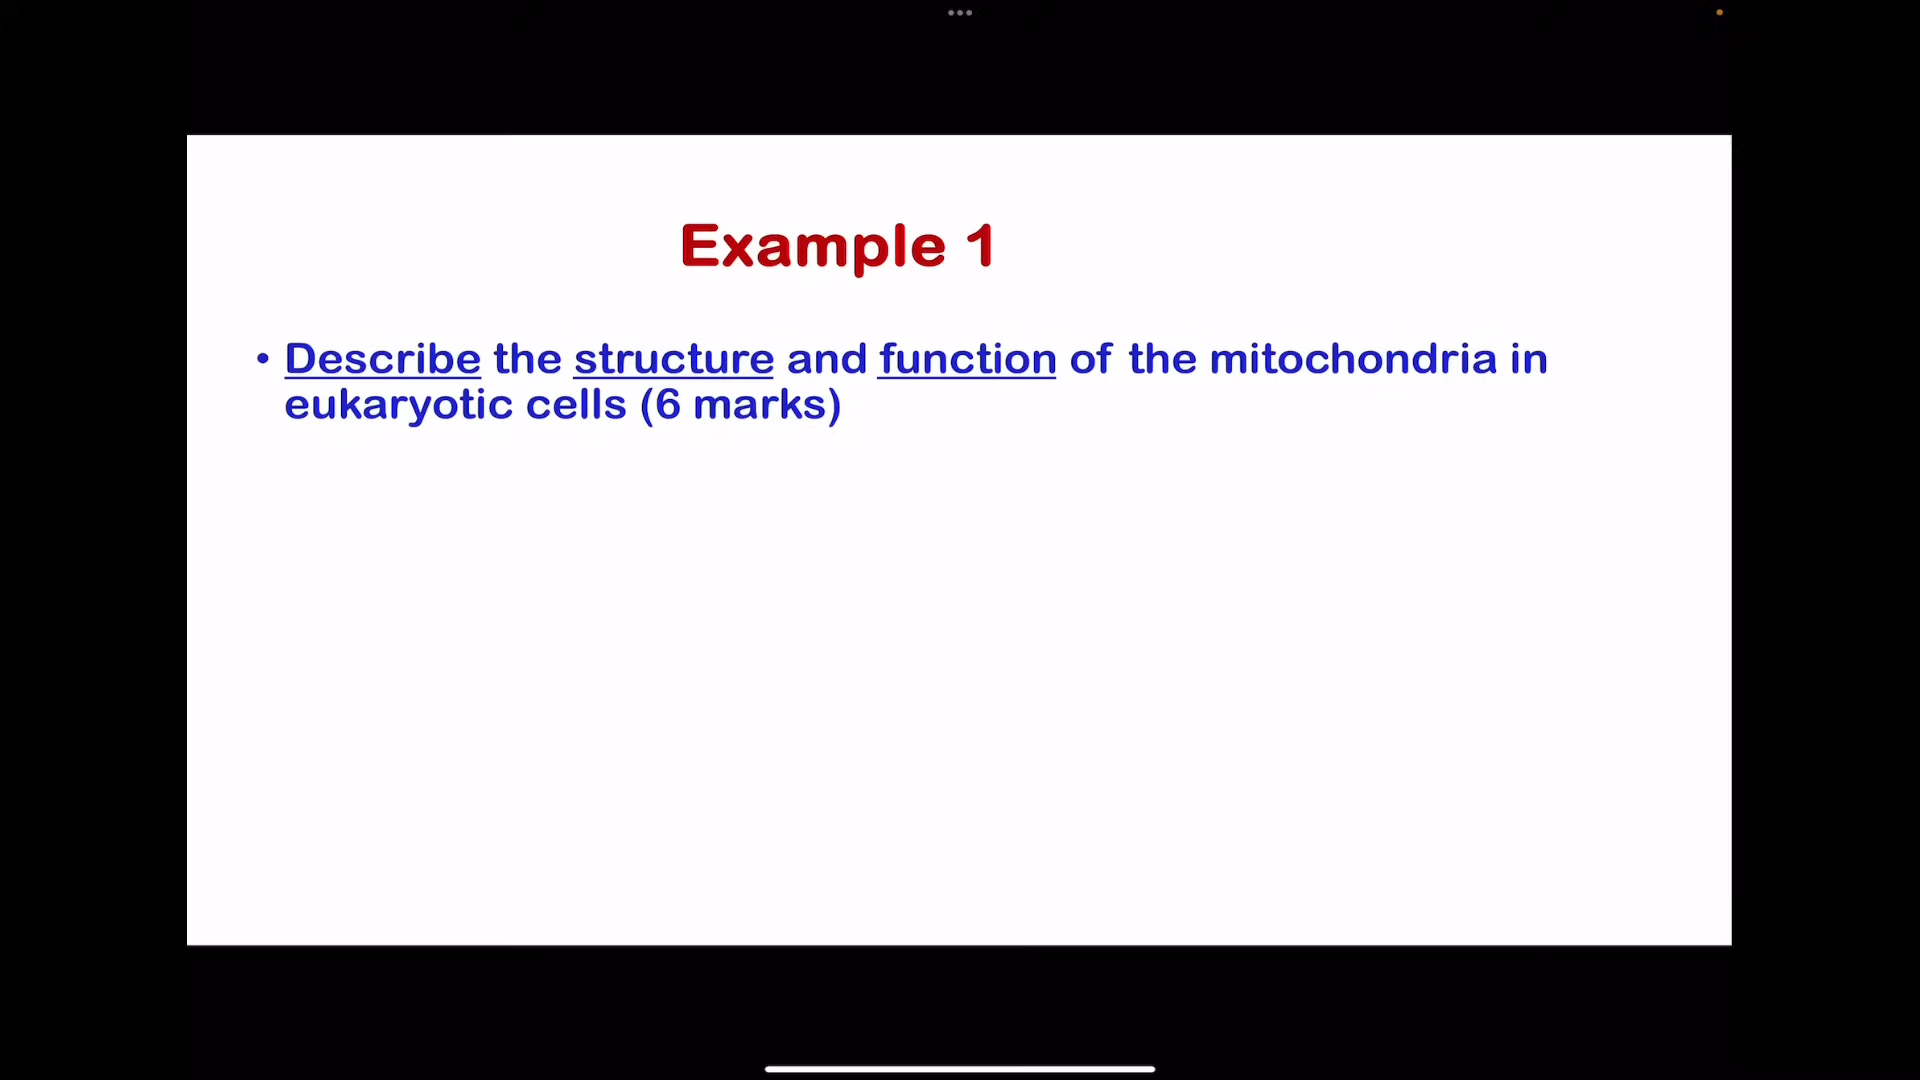 Example 1
• Describe the structure and function of the mitochondria in
eukaryotic cells (6 marks)